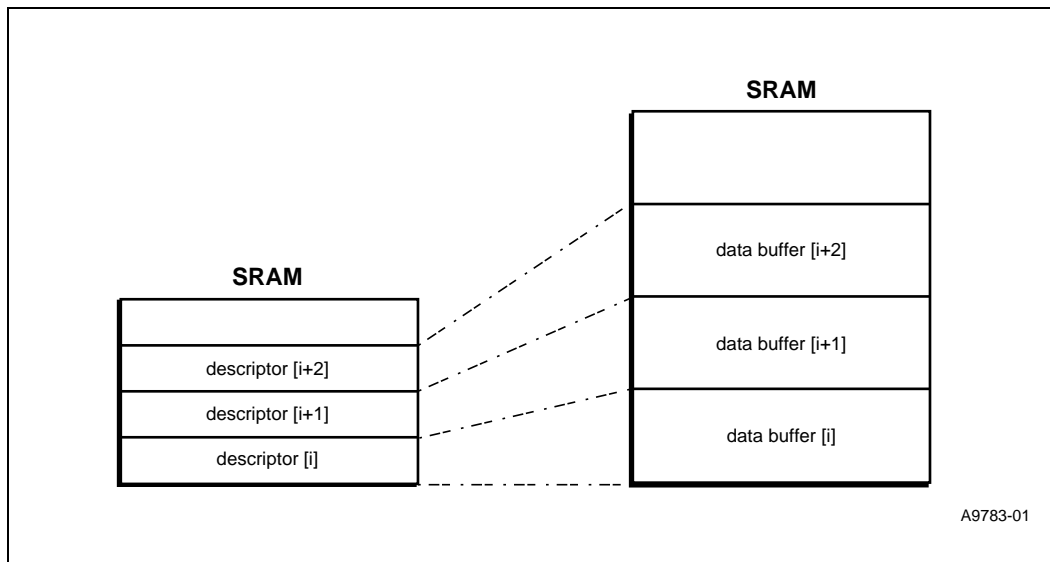 SRAM
data buffer [i+2]
SRAM
data buffer [i+1]
descriptor [i+2]
descriptor [i+1]
data buffer [i]
descriptor [i]
A9783-01